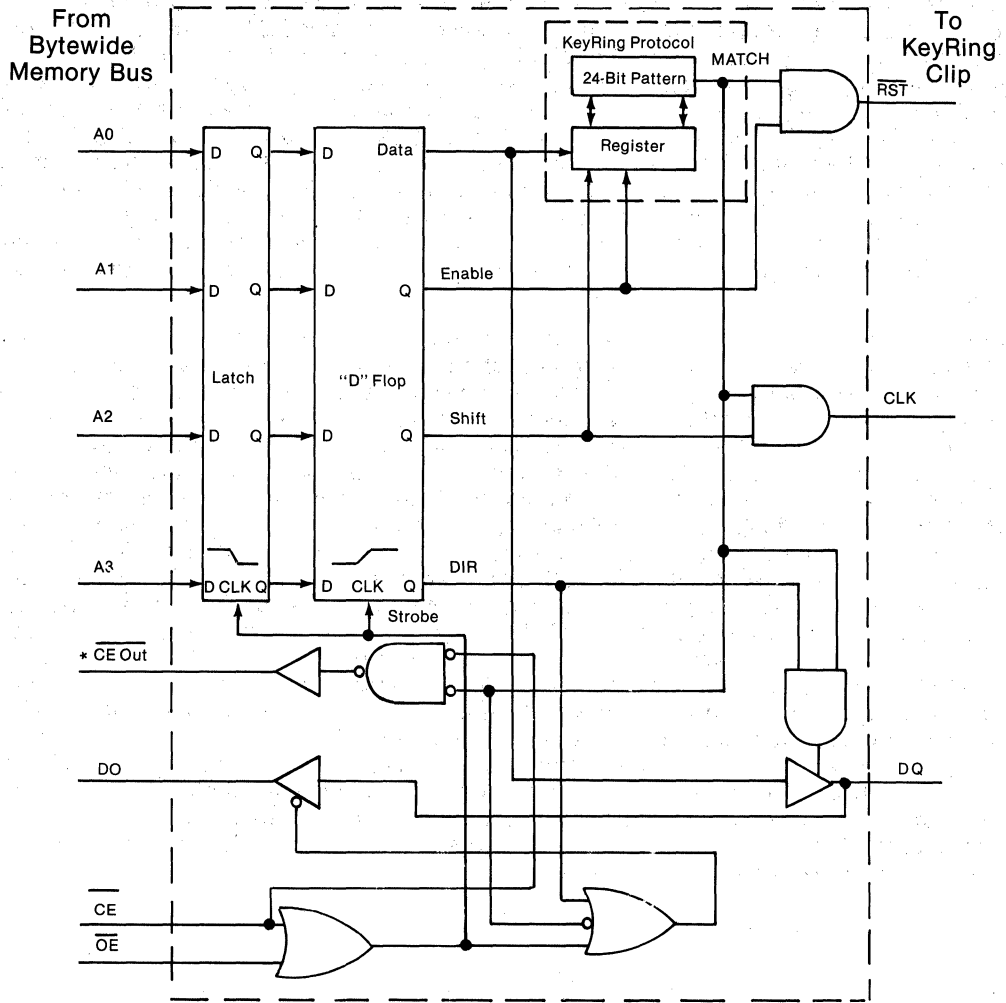 From
Bytewide
Memory Bus
To
KeyRing
Clip
KeyRing Protocol
MATCH
24-Bit Pattern
RST
A0
D Q
D Data
Register
A1
Enable
D Q
D Q
Latch
"D" Flop
CLK
A2
Shift
D Q
D Q
A3
DIR
D CLK Q
D CLK Q
Strobe
* CE Out
DO
DQ
CE
OE